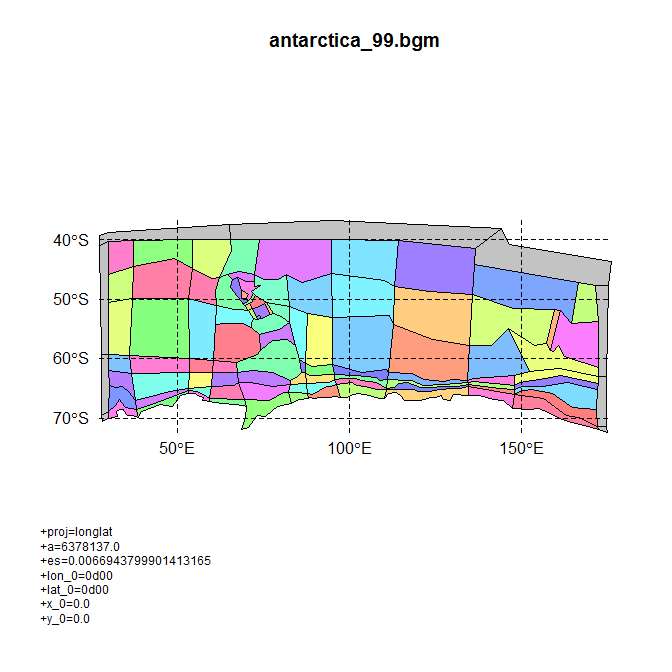 antarctica_99.bgm
40°S
50°S
60°S
70°S
50°E
100°E
150°E
+proj=longlat
+a=6378137.0
+es=0.0066943799901413165
+lon_0=0d00
+lat_0=0d00
+x_0=0.0
+y_0=0.0